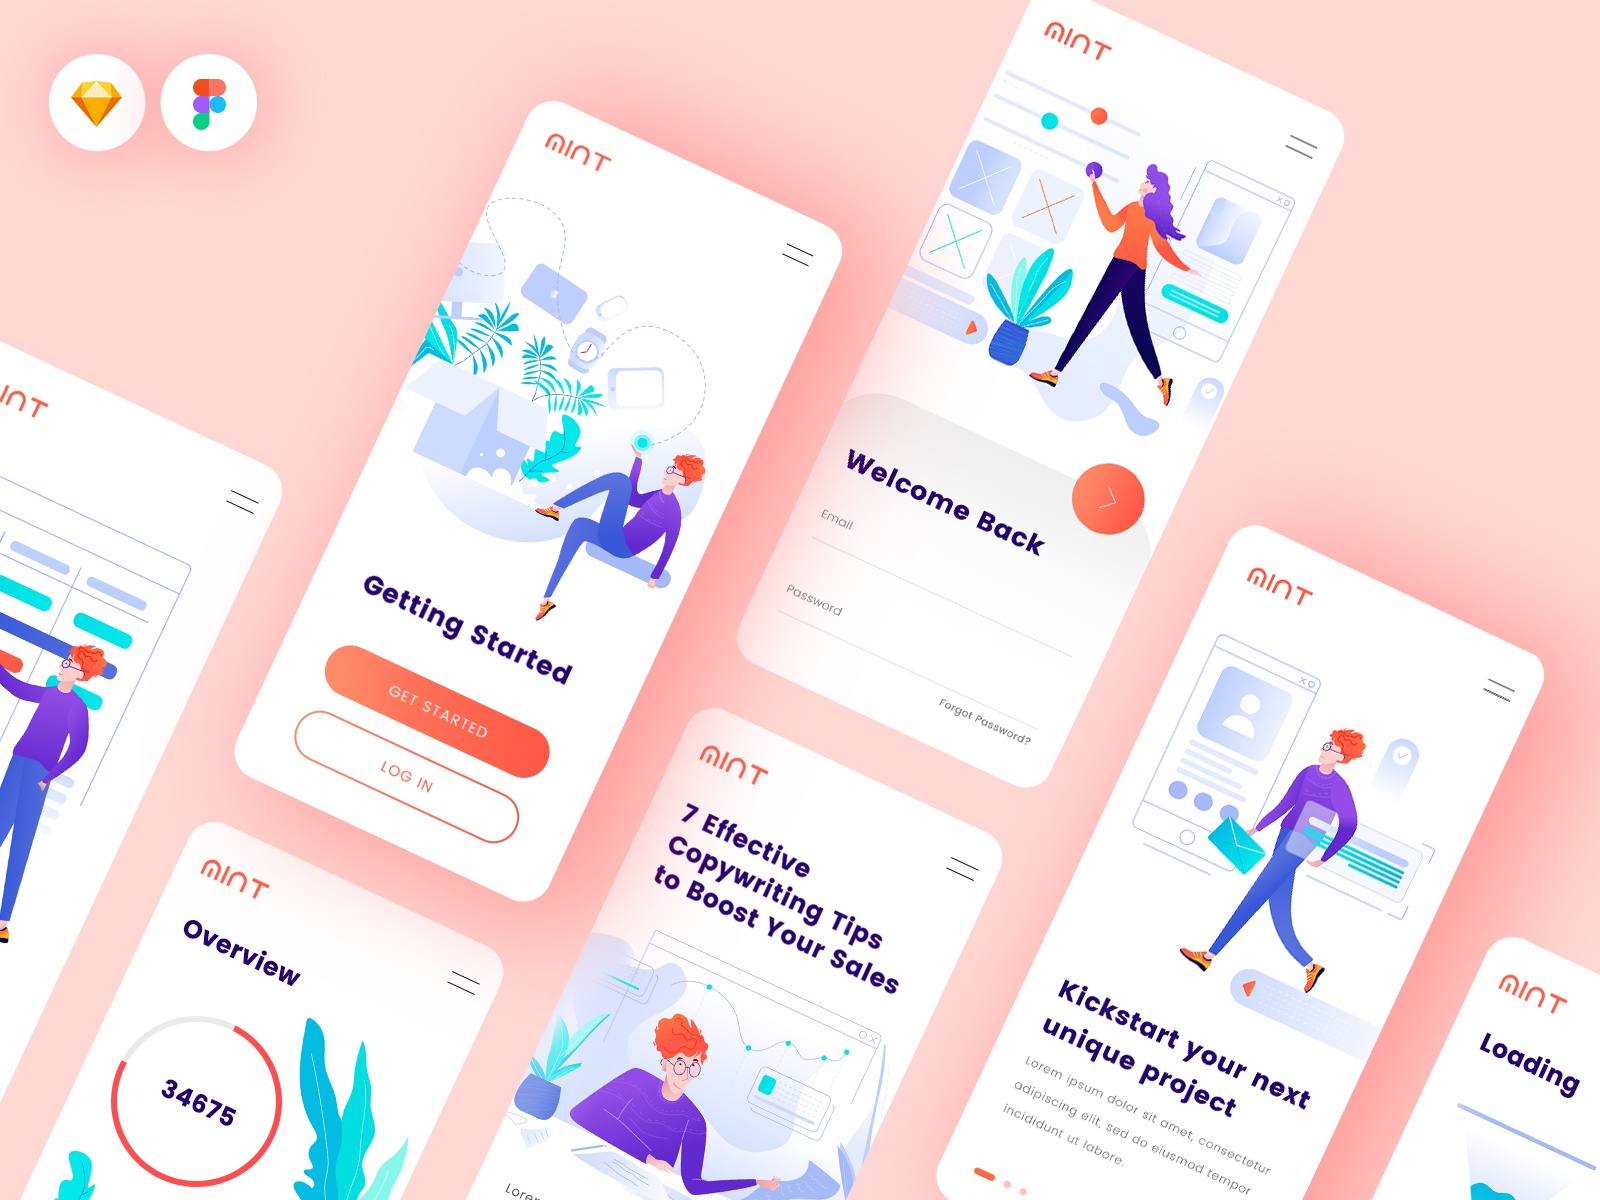 MINT
MINT
Getting Started
GET STARTED
LOG IN
MINT
Welcome Back
Email
Password
Forgot Password?
MINT
Overview
34675
MINT
7 Effective
Copywriting Tips
to Boost Your Sales
Lorem
MINT
Kickstart your next
unique project
Lorem ipsum dolor sit amet, consectetur
adipiscing elit, sed do eiusmod tempor
incididunt ut labore.
MINT
Loading